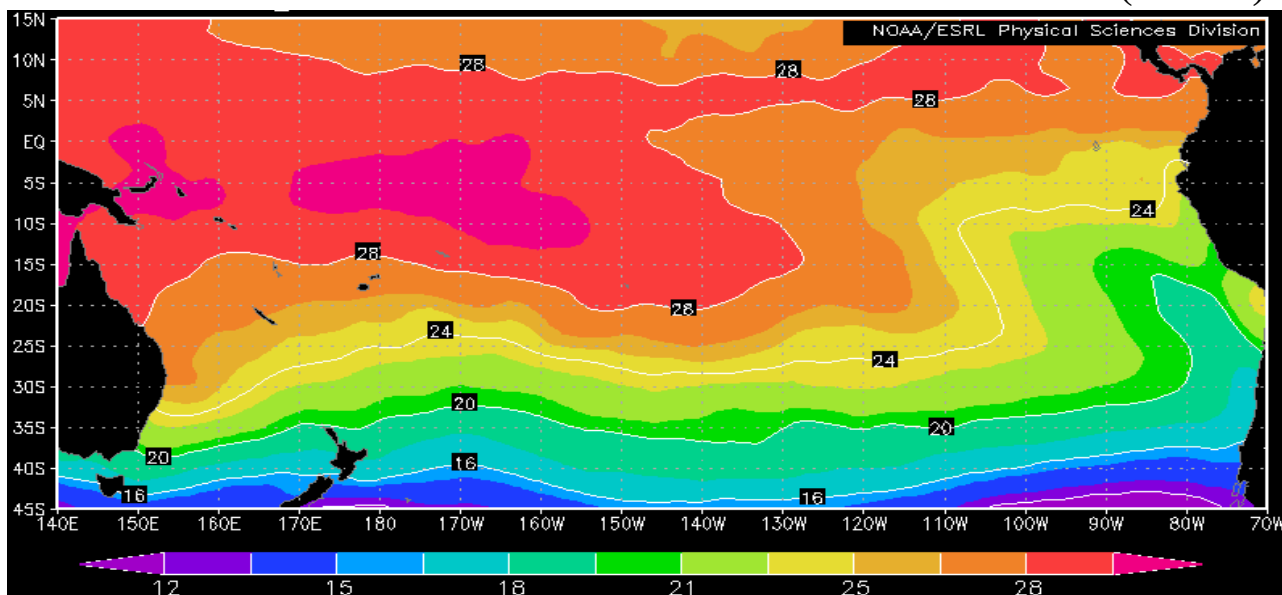 15N
NOAA/ESRL Physical Sciences Division
10N
28
28
5N
28
EQ
5S
24
10S
28
15S
20S
28
24
24
25S
30S
20
20
35S
20
16
40S
16
16
45S
140E 150E 160E 170E 180 170W 160W 150W 140W 130W 120W 110W 100W 90W 80W 70W
12 15 18 21 25 28